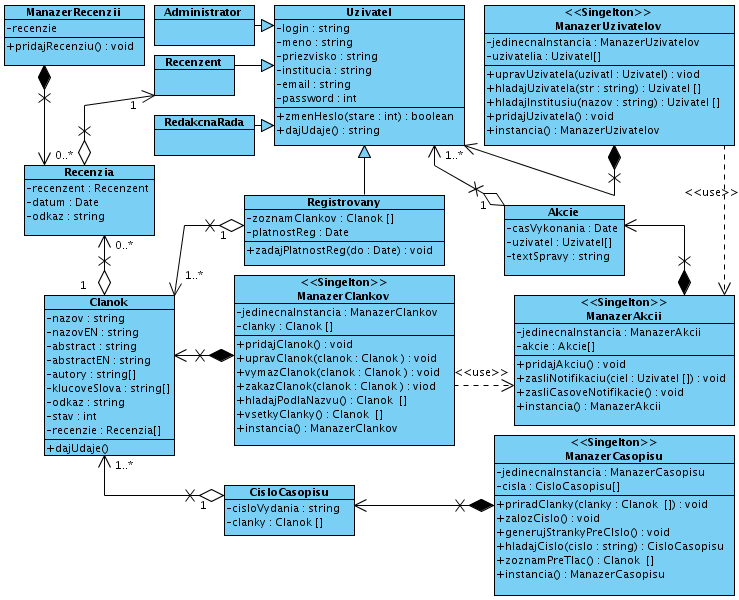 ManazerRecenzii
-recenzie
+pridajRecenziu() : void
Administrator
Recenzent
RedakcnaRada
Uzivatel
-login : string
-meno : string
-priezvisko : string
-institucia : string
-email : string
-password : int
+zmenHeslo(stare : int) : boolean
+dajUdaje() : string
<<Singelton>>
ManazerUzivatelov
-jedinecnaInstancia : ManazerUzivatelov
-uzivatelia : Uzivatel[]
+upravUzivatela(uzivatl : Uzivatel) : viod
+hladajUzivatela(str : string) : Uzivatel []
+hladajInstitusiu(nazov : string) : Uzivatel []
+pridajUzivatela() : void
+instancia() : ManazerUzivatelov
1
0..*
1..*
1
<<use>>
Recenzia
-recenzent : Recenzent
-datum : Date
-odkaz : string
Registrovany
-zoznamClankov : Clanok []
-platnostReg : Date
+zadajPlatnostReg(do : Date) : void
Akcie
-casVykonania : Date
-uzivatel : Uzivatel[]
-textSpravy : string
0..*
1
1
1..*
Clanok
-nazov : string
-nazovEN : string
-abstract : string
-abstractEN : string
-autory : string[]
-klucoveSlova : string[]
-odkaz : string
-stav : int
-recenzie : Recenzia[]
+dajUdaje()
<<Singelton>>
ManazerClankov
-jedinecnaInstancia : ManazerClankov
-clanky : Clanok []
+pridajClanok() : void
+upravClanok(clanok : Clanok ) : void
+vymazClanok(clanok : Clanok ) : void
+zakazClanok(clanok : Clanok ) : viod
+hladajPodlaNazvu() : Clanok []
+vsetkyClanky() : Clanok []
+instancia() : ManazerClankov
<<use>>
<<Singelton>>
ManazerAkcii
-jedinecnaInstancia : ManazerAkcii
-akcie : Akcie[]
+pridajAkciu() : void
+zasliNotifikaciu(ciel : Uzivatel []) : void
+zasliCasoveNotifikacie() : void
+instancia() : ManazerAkcii
1..*
1
CisloCasopisu
-cisloVydania : string
-clanky : Clanok []
<<Singelton>>
ManazerCasopisu
-jedinecnaInstancia : ManazerCasopisu
-cisla : CisloCasopisu[]
+priradClanky(clanky : Clanok []) : void
+zalozCislo() : void
+generujStrankyPreCIslo() : void
+hladajCislo(cislo : string) : CisloCasopisu
+zoznamPreTlac() : Clanok []
+instancia() : ManazerCasopisu